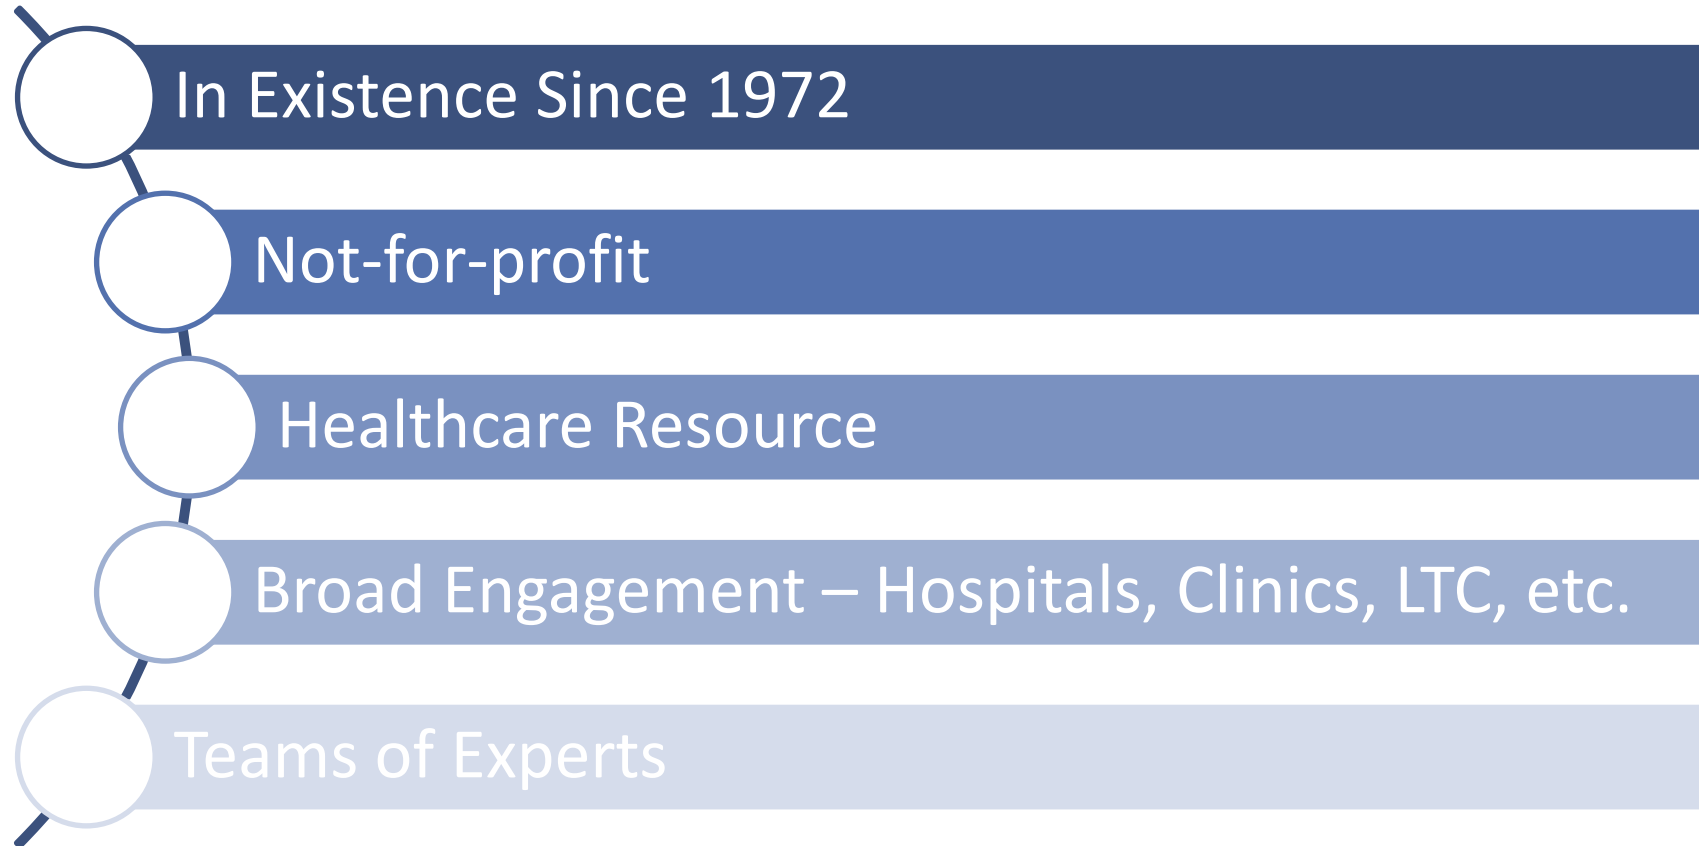 In Existence Since 1972
Not-for-profit
Healthcare Resource
Broad Engagement – Hospitals, Clinics, LTC, etc.
Teams of Experts